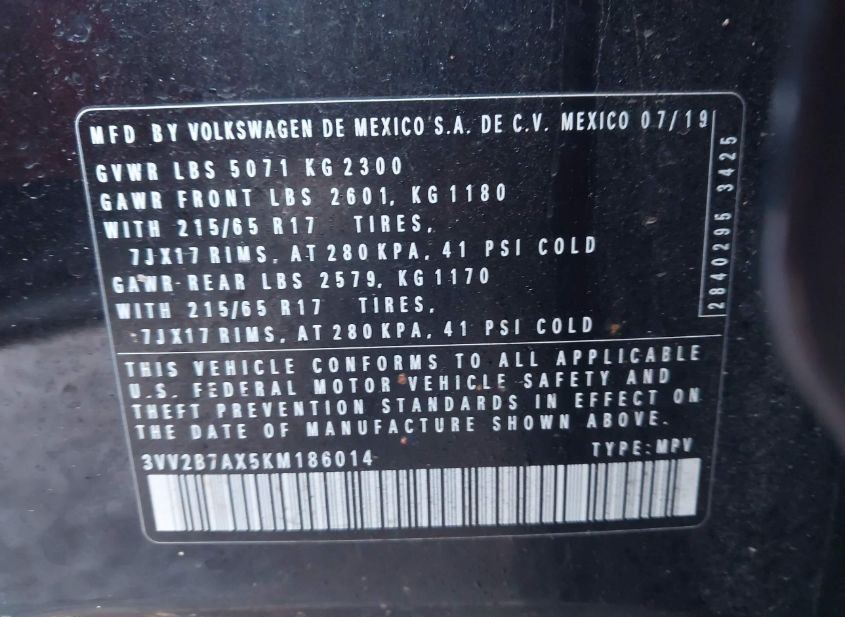 MFD BY VOLKSWAGEN DE MEXICO S.A. DE C.V. MEXICO 07/19
GVWR LBS 5071 KG 2300
GAWR FRONT LBS 2601, KG 1180
WITH 215/65 R17 TIRES,
7JX17 RIMS, AT 280 KPA, 41 PSI COLD
GAWR-REAR LBS 2579, KG 1170
WITH 215/65 R17 TIRES,
7JX17 RIMS, AT 280 KPA, 41 PSI COLD
2840295 3425
THIS VEHICLE CONFORMS TO ALL APPLICABLE
U.S. FEDERAL MOTOR VEHICLE SAFETY AND
THEFT PREVENTION STANDARDS IN EFFECT ON
THE DATE OF MANUFACTURE SHOWN ABOVE.
3VV2B7AX5KM186014 TYPE:MPV